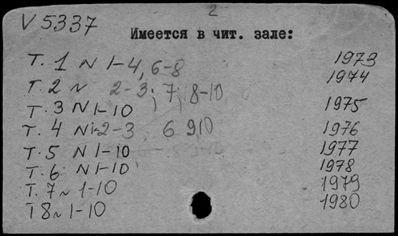 V 5337
2
Имеется в чит. зале:
Т. 1 N 1-4, 6-8 1973
Т. 2 N 2-3; 7; 8-10 1974
Т. 3 N 1-10 1975
Т. 4 N 1-2-3 6 9,10 1976
Т. 5 N 1-10 1977
Т. 6 N 1-10 1978
Т. 7 N 1-10 1979
Т 8 N 1-10 1980